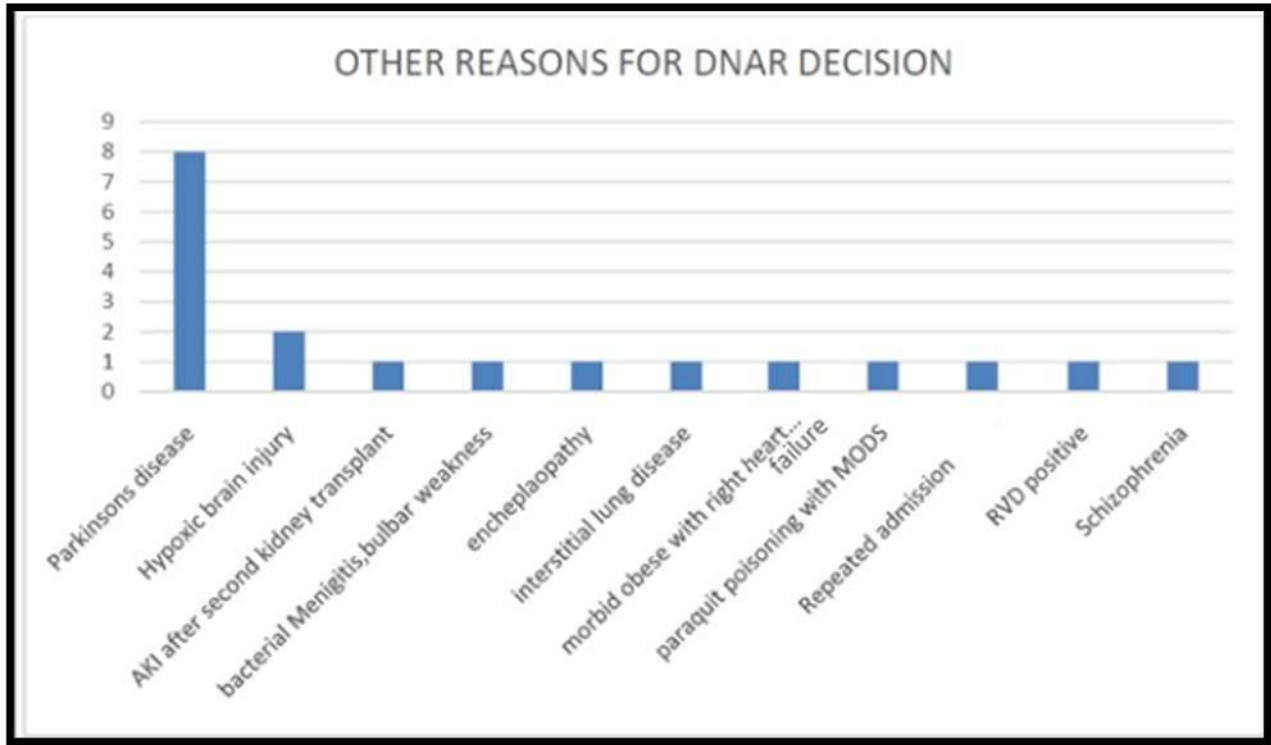 OTHER REASONS FOR DNAR DECISION
9
8
7
6
5
4
3
2
1
0
Parkinsons disease
Hypoxic brain injury
AKI after second kidney transplant
bacterial Menigitis,bulbar weakness
encheplaopathy
interstitial lung disease
morbid obese with right heart...
failure
paraquit poisoning with MODS
Repeated admission
RVD positive
Schizophrenia